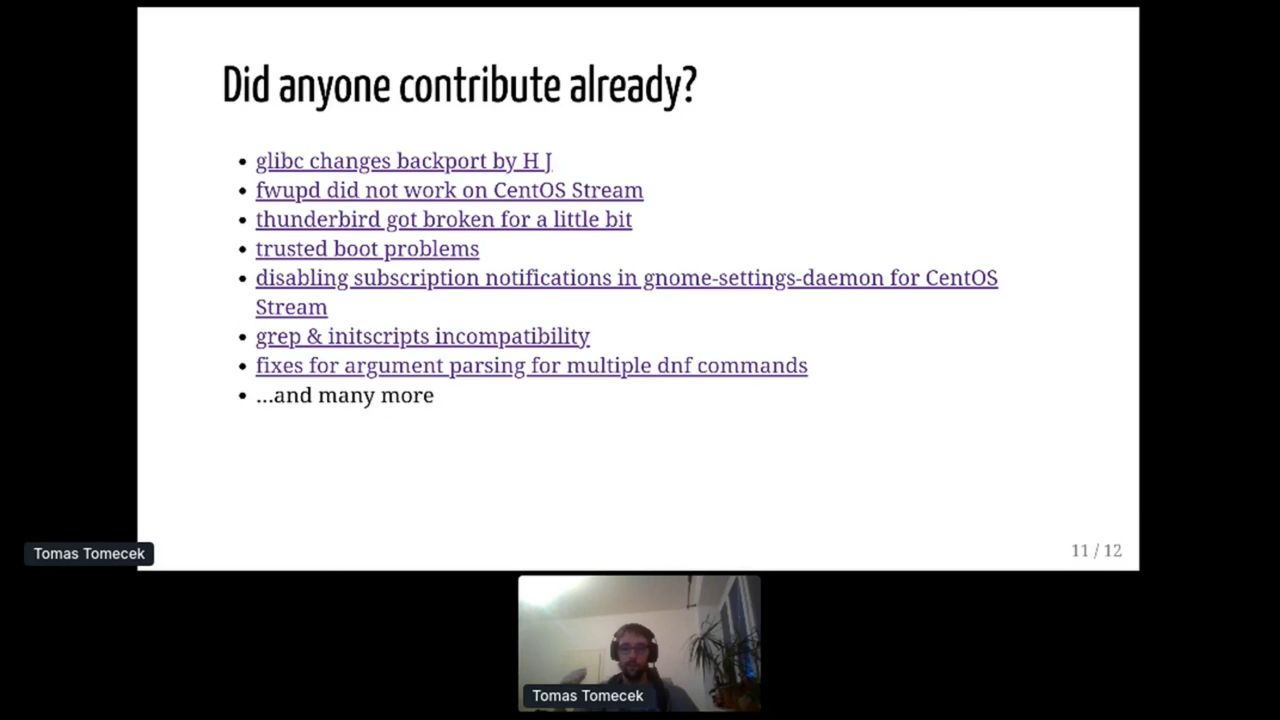 Did anyone contribute already?
• glibc changes backport by H J
• fwupd did not work on CentOS Stream
• thunderbird got broken for a little bit
• trusted boot problems
• disabling subscription notifications in gnome-settings-daemon for CentOS
Stream
• grep & initscripts incompatibility
• fixes for argument parsing for multiple dnf commands
• ...and many more
11 / 12
Tomas Tomecek
Tomas Tomecek